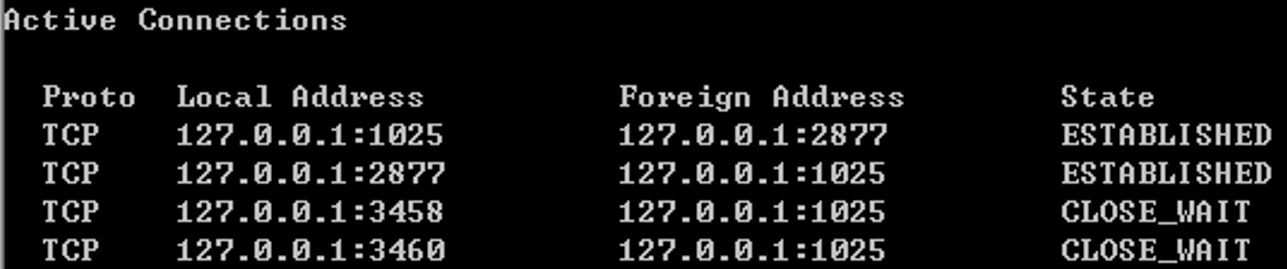 Active Connections
Proto Local Address Foreign Address State
TCP 127.0.0.1:1025 127.0.0.1:2877 ESTABLISHED
TCP 127.0.0.1:2877 127.0.0.1:1025 ESTABLISHED
TCP 127.0.0.1:3458 127.0.0.1:1025 CLOSE_WAIT
TCP 127.0.0.1:3460 127.0.0.1:1025 CLOSE_WAIT